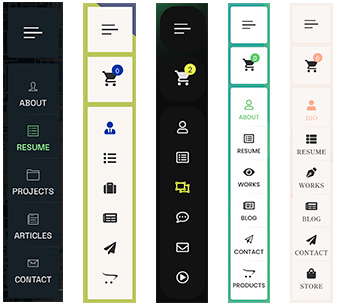 ABOUT
RESUME
PROJECTS
ARTICLES
CONTACT
0
2
0
ABOUT
RESUME
WORKS
BLOG
CONTACT
PRODUCTS
0
BIO
RESUME
WORKS
BLOG
CONTACT
STORE